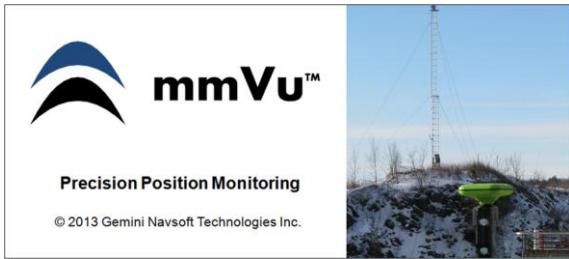 mmVu™
Precision Position Monitoring
© 2013 Gemini Navsoft Technologies Inc.